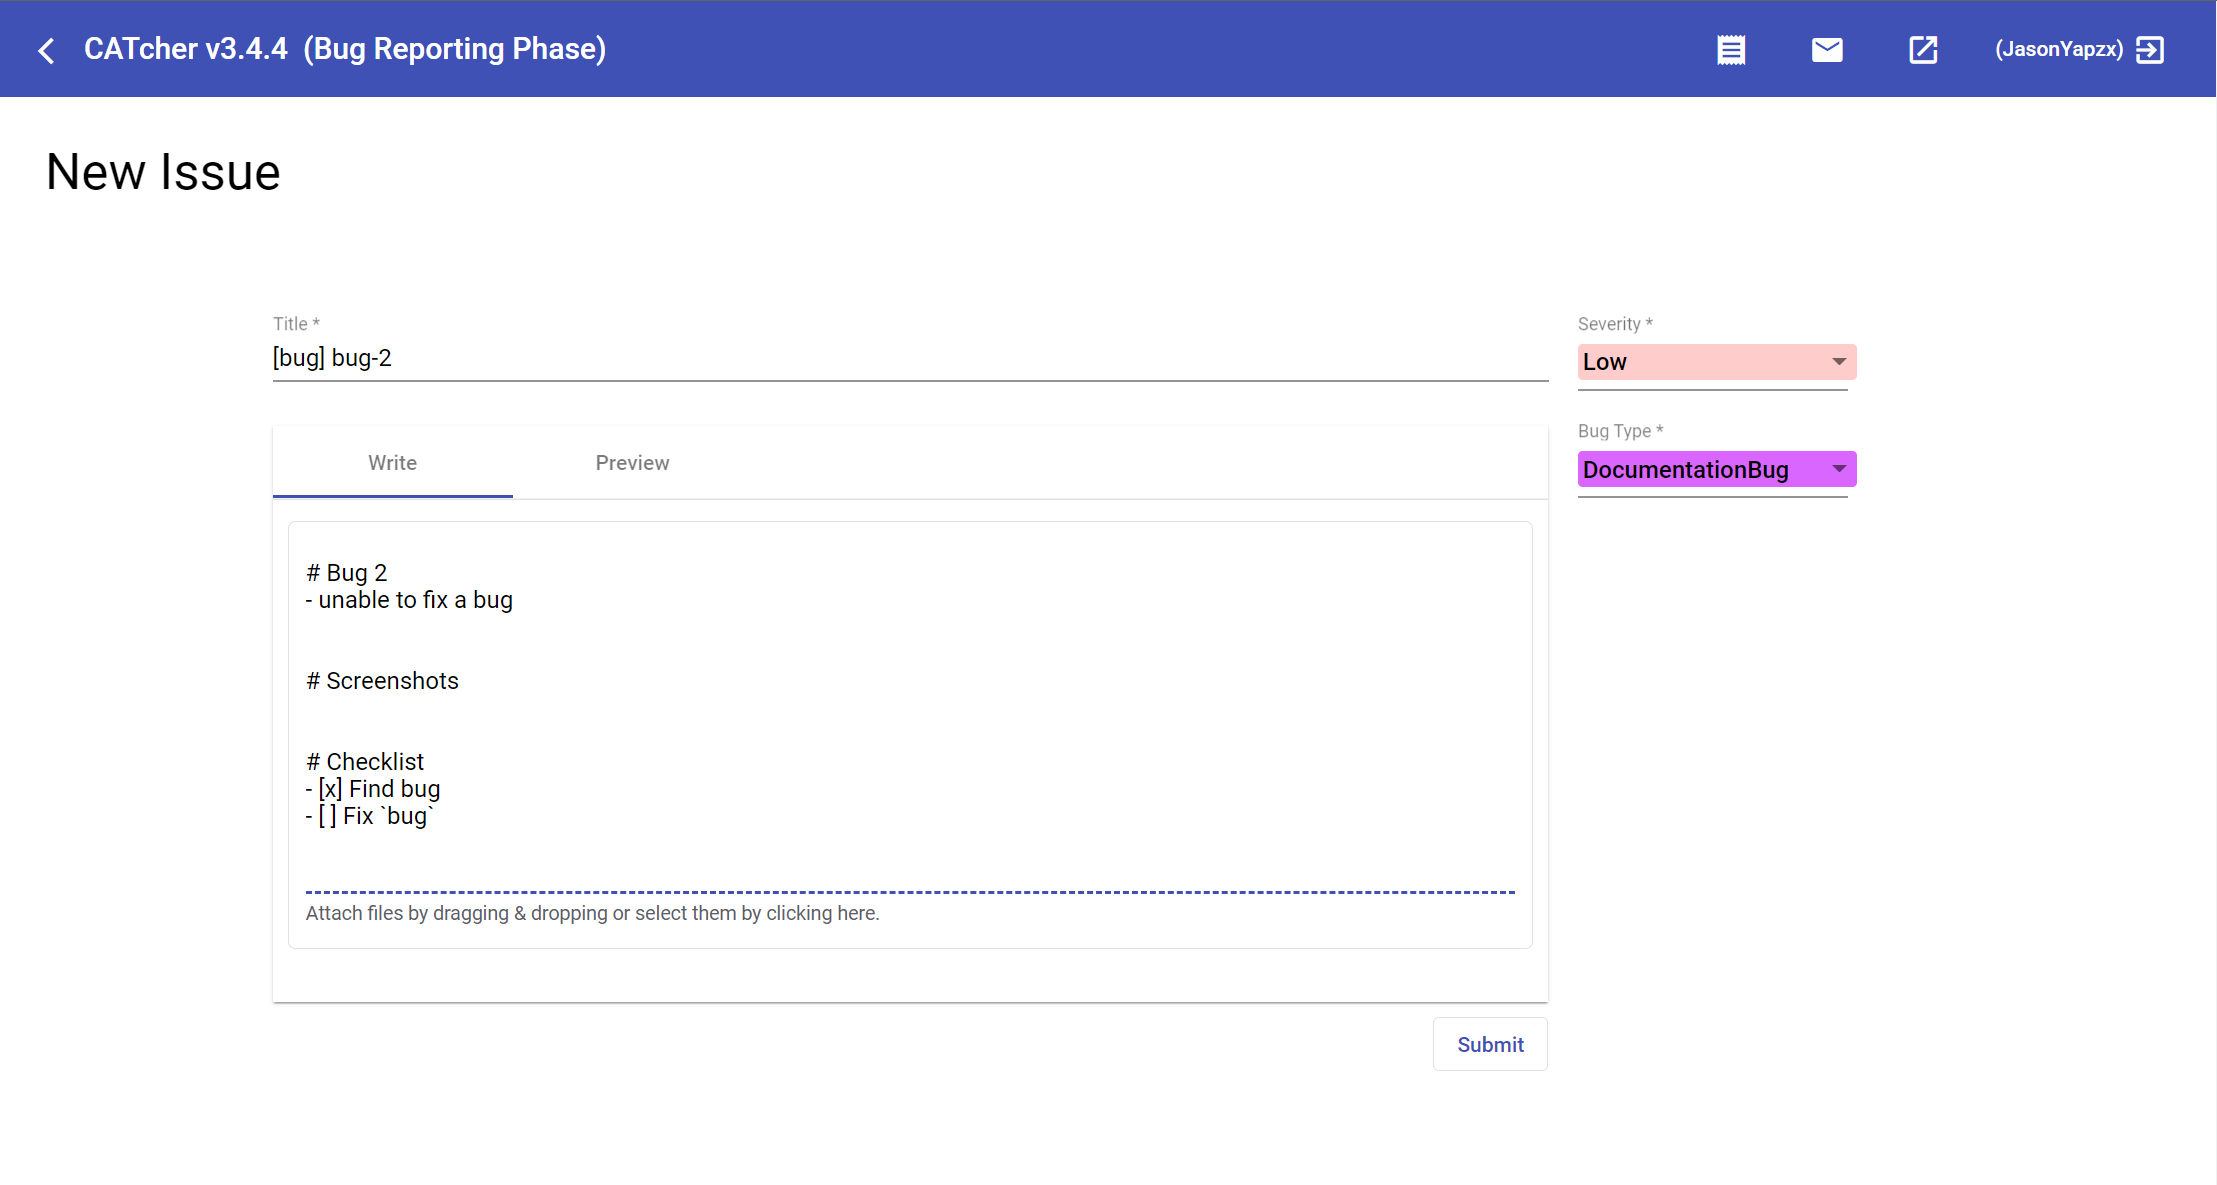 CATcher v3.4.4 (Bug Reporting Phase)
(JasonYapzx)
New Issue
Title *
[bug] bug-2
Severity *
Low
Bug Type *
DocumentationBug
Write
Preview
# Bug 2
- unable to fix a bug
# Screenshots
# Checklist
- [x] Find bug
- [ ] Fix `bug`
Attach files by dragging & dropping or select them by clicking here.
Submit